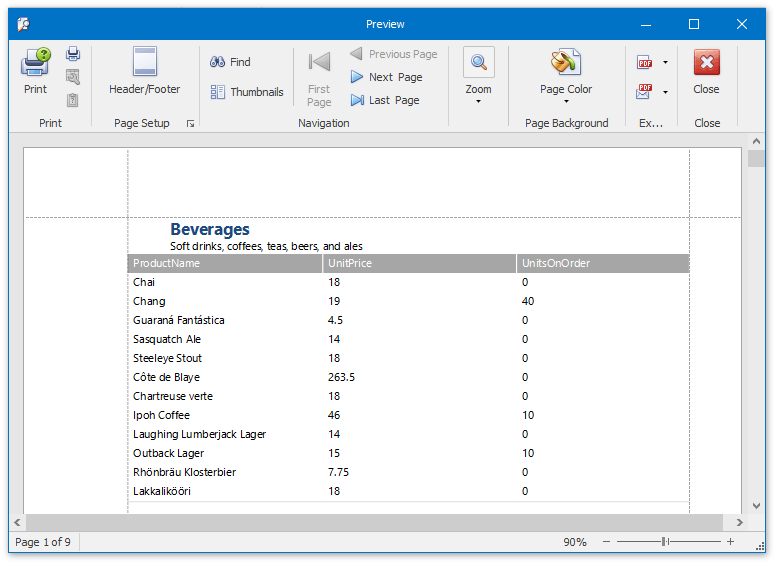 Preview
Print
Header/Footer
Find
Thumbnails
First Page
Previous Page
Next Page
Last Page
Zoom
Page Color
PDF
PDF
Close
Print
Page Setup
Navigation
Page Background
Ex...
Close
Beverages
Soft drinks, coffees, teas, beers, and ales
ProductName UnitPrice UnitsOnOrder
Chai 18 0
Chang 19 40
Guaraná Fantástica 4.5 0
Sasquatch Ale 14 0
Steeleye Stout 18 0
Côte de Blaye 263.5 0
Chartreuse verte 18 0
Ipoh Coffee 46 10
Laughing Lumberjack Lager 14 0
Outback Lager 15 10
Rhönbräu Klosterbier 7.75 0
Lakkalikööri 18 0
Page 1 of 9 90%